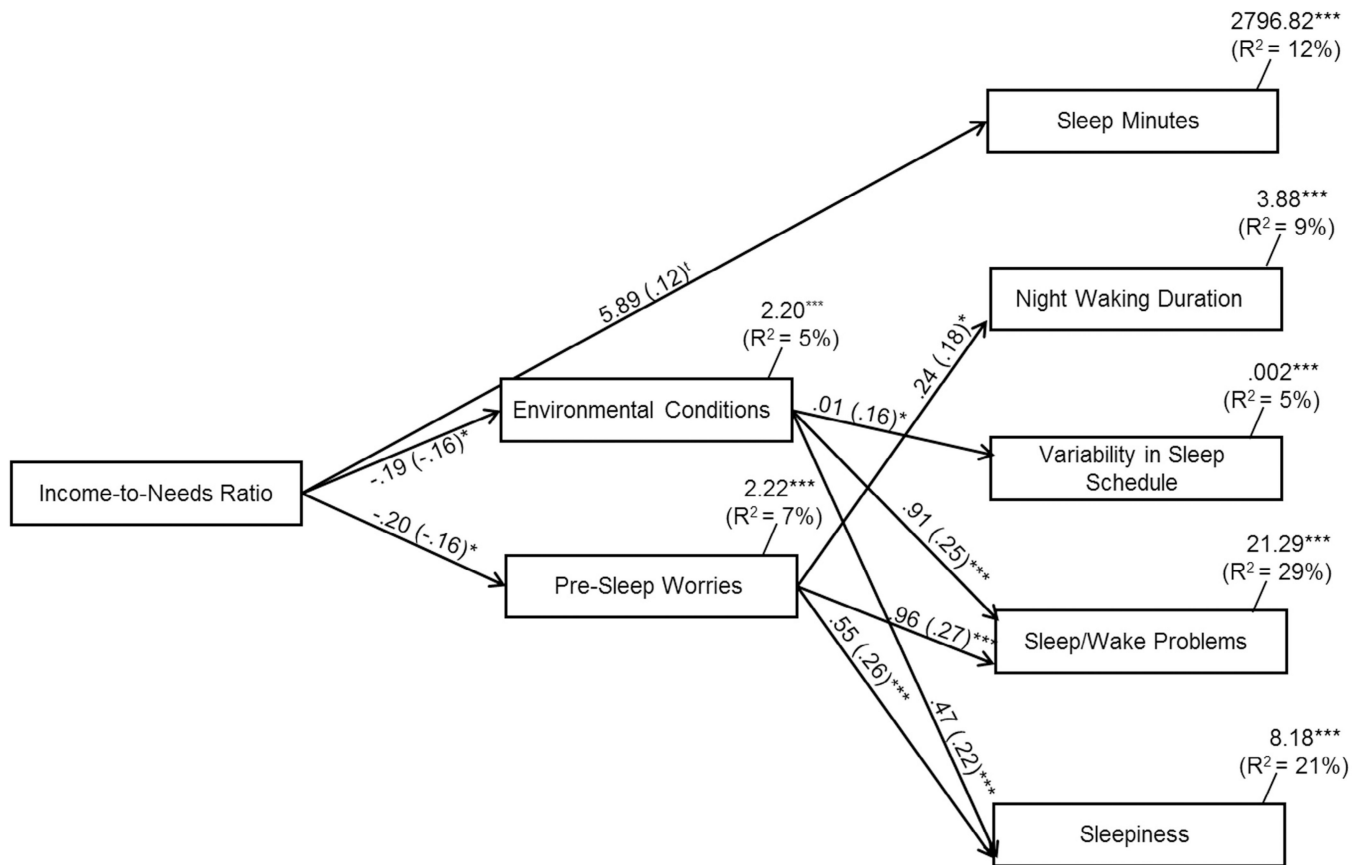 2796.82***
(R² = 12%)
Sleep Minutes
3.88***
(R² = 9%)
5.89 (.12)ᵗ
Night Waking Duration
2.20***
(R² = 5%)
.24 (.18)*
Environmental Conditions
.01 (.16)*
.002***
(R² = 5%)
-.19 (-.16)*
Variability in Sleep
Schedule
Income-to-Needs Ratio
2.22***
(R² = 7%)
-.20 (-.16)*
.91 (.25)***
21.29***
(R² = 29%)
Pre-Sleep Worries
.96 (.27)***
Sleep/Wake Problems
.55 (.26)***
.47 (.22)***
8.18***
(R² = 21%)
Sleepiness